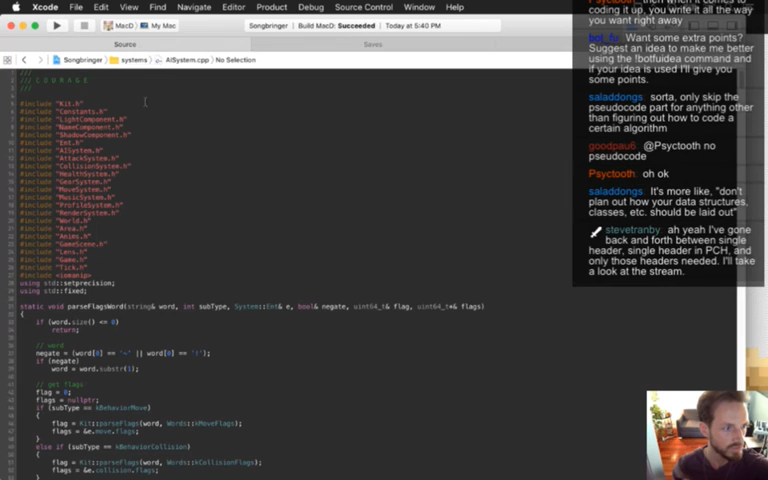 Xcode File Edit View Find Navigate Editor Product Debug Source Control Window Help
MacD My Mac
Songbringer | Build MacD: Succeeded | Today at 5:40 PM
Source
Saves
Songbringer systems AISystem.cpp No Selection
///
/// C O U R A G E
///
#include "Kit.h"
#include "Constants.h"
#include "LightComponent.h"
#include "NameComponent.h"
#include "ShadowComponent.h"
#include "Ent.h"
#include "AISystem.h"
#include "AttackSystem.h"
#include "CollisionSystem.h"
#include "HealthSystem.h"
#include "GearSystem.h"
#include "MoveSystem.h"
#include "MusicSystem.h"
#include "ProfileSystem.h"
#include "RenderSystem.h"
#include "World.h"
#include "Area.h"
#include "Anims.h"
#include "GameScene.h"
#include "Lens.h"
#include "Game.h"
#include "Tick.h"
#include <iomanip>
using std::setprecision;
using std::fixed;
static void parseFlagsWord(string& word, int subType, System::Ent& e, bool& negate, uint64_t& flag, uint64_t*& flags)
{
if (word.size() <= 0)
return;
// word
negate = (word[0] == '~' || word[0] == '!');
if (negate)
word = word.substr(1);
// get flags
flag = 0;
flags = nullptr;
if (subType == kBehaviorMove)
{
flag = Kit::parseFlags(word, Words::kMoveFlags);
flags = &e.move.flags;
}
else if (subType == kBehaviorCollision)
{
flag = Kit::parseFlags(word, Words::kCollisionFlags);
flags = &e.collision.flags;
}
coding it up, you write it all the way
you want right away
Want some extra points?
Suggest an idea to make me better
using the !botfuidea command and
if your idea is used I'll give you
some points.
saladdongs sorta, only skip the
pseudocode part for anything other
than figuring out how to code a
certain algorithm
goodpau6 @Psyctooth no
pseudocode
Psyctooth oh ok
saladdongs It's more like, "don't
plan out how your data structures,
classes, etc. should be laid out"
stevetranby ah yeah I've gone
back and forth between single
header, single header in PCH, and
only those headers needed. I'll take
a look at the stream.